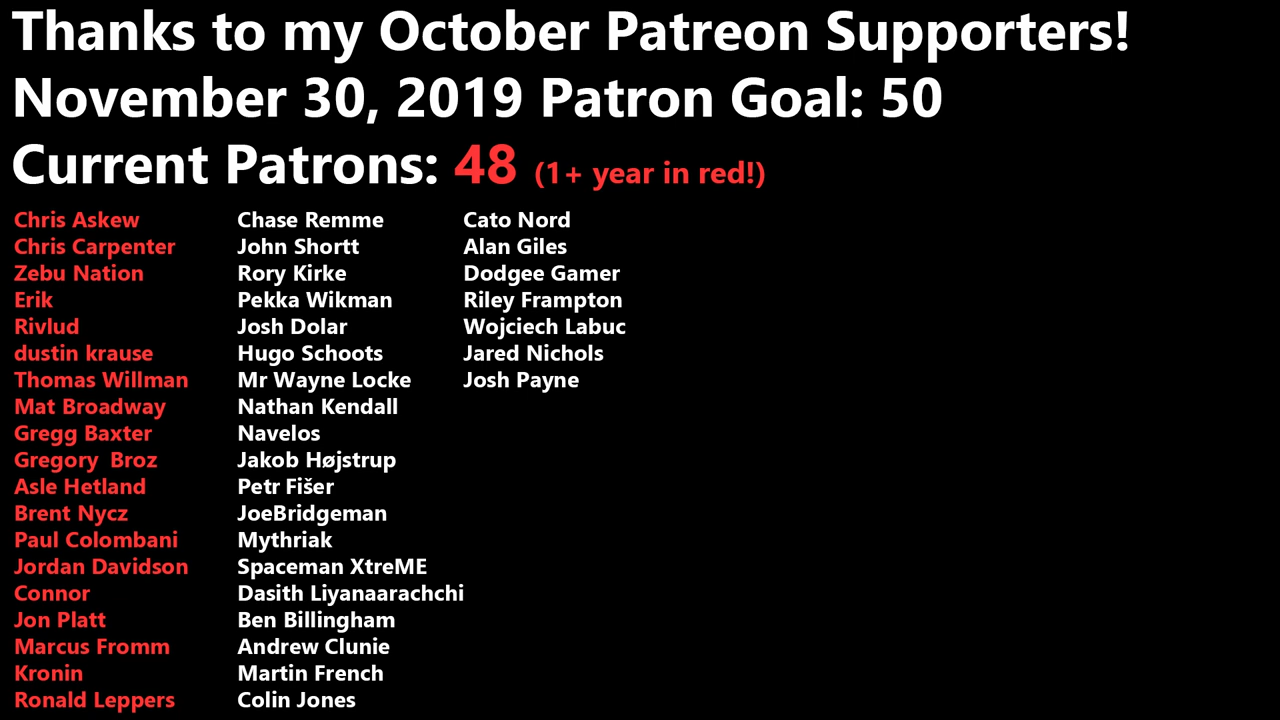 Thanks to my October Patreon Supporters!
November 30, 2019 Patron Goal: 50
Current Patrons: 48 (1+ year in red!)
Chris Askew
Chris Carpenter
Zebu Nation
Erik
Rivlud
dustin krause
Thomas Willman
Mat Broadway
Gregg Baxter
Gregory  Broz
Asle Hetland
Brent Nycz
Paul Colombani
Jordan Davidson
Connor
Jon Platt
Marcus Fromm
Kronin
Ronald Leppers
Chase Remme
John Shortt
Rory Kirke
Pekka Wikman
Josh Dolar
Hugo Schoots
Mr Wayne Locke
Nathan Kendall
Navelos
Jakob Højstrup
Petr Fišer
JoeBridgeman
Mythriak
Spaceman XtreME
Dasith Liyanaarachchi
Ben Billingham
Andrew Clunie
Martin French
Colin Jones
Cato Nord
Alan Giles
Dodgee Gamer
Riley Frampton
Wojciech Labuc
Jared Nichols
Josh Payne